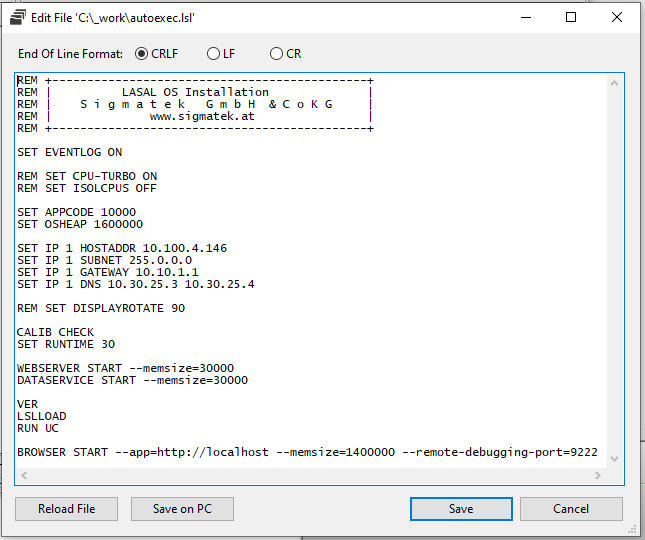 Edit File 'C:\_work\autoexec.lsl'
End Of Line Format: CRLF LF CR
REM +---------------------------------------------+
REM |          LASAL OS Installation              |
REM |    S i g m a t e k   G m b H  & C o K G     |
REM |              www.sigmatek.at                |
REM +---------------------------------------------+
SET EVENTLOG ON
REM SET CPU-TURBO ON
REM SET ISOLCPUS OFF
SET APPCODE 10000
SET OSHEAP 1600000
SET IP 1 HOSTADDR 10.100.4.146
SET IP 1 SUBNET 255.0.0.0
SET IP 1 GATEWAY 10.10.1.1
SET IP 1 DNS 10.30.25.3 10.30.25.4
REM SET DISPLAYROTATE 90
CALIB CHECK
SET RUNTIME 30
WEBSERVER START --memsize=30000
DATASERVICE START --memsize=30000
VER
LSLLOAD
RUN UC
BROWSER START --app=http://localhost --memsize=1400000 --remote-debugging-port=9222
Reload File Save on PC Save Cancel